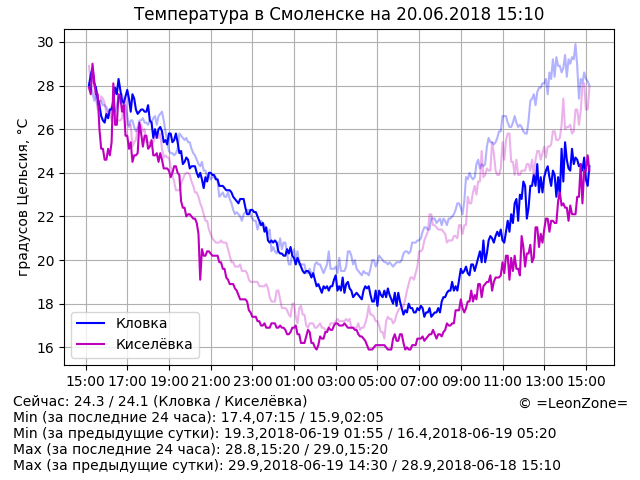 Температура в Смоленске на 20.06.2018 15:10
градусов Цельсия, °C
30
28
26
24
22
20
18
16
Кловка
Киселёвка
15:00 17:00 19:00 21:00 23:00 01:00 03:00 05:00 07:00 09:00 11:00 13:00 15:00
Сейчас: 24.3 / 24.1 (Кловка / Киселёвка)
© =LeonZone=
Min (за последние 24 часа): 17.4,07:15 / 15.9,02:05
Min (за предыдущие сутки): 19.3,2018-06-19 01:55 / 16.4,2018-06-19 05:20
Max (за последние 24 часа): 28.8,15:20 / 29.0,15:20
Max (за предыдущие сутки): 29.9,2018-06-19 14:30 / 28.9,2018-06-18 15:10